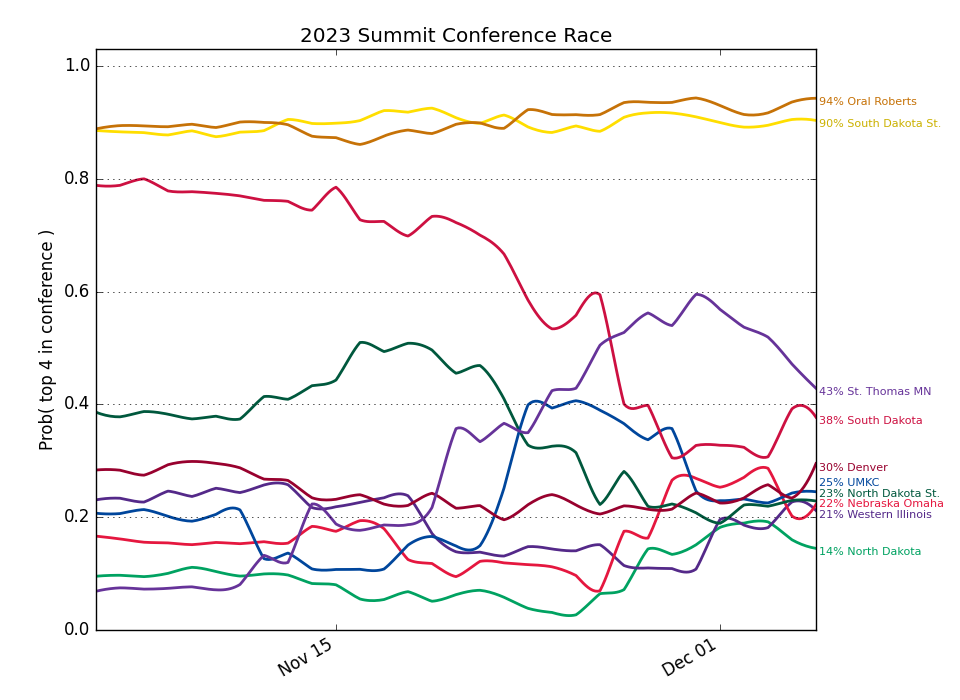 2023 Summit Conference Race
Prob( top 4 in conference )
1.0
0.8
0.6
0.4
0.2
0.0
Nov 15
Dec 01
94% Oral Roberts
90% South Dakota St.
43% St. Thomas MN
38% South Dakota
30% Denver
25% UMKC
23% North Dakota St.
22% Nebraska Omaha
21% Western Illinois
14% North Dakota